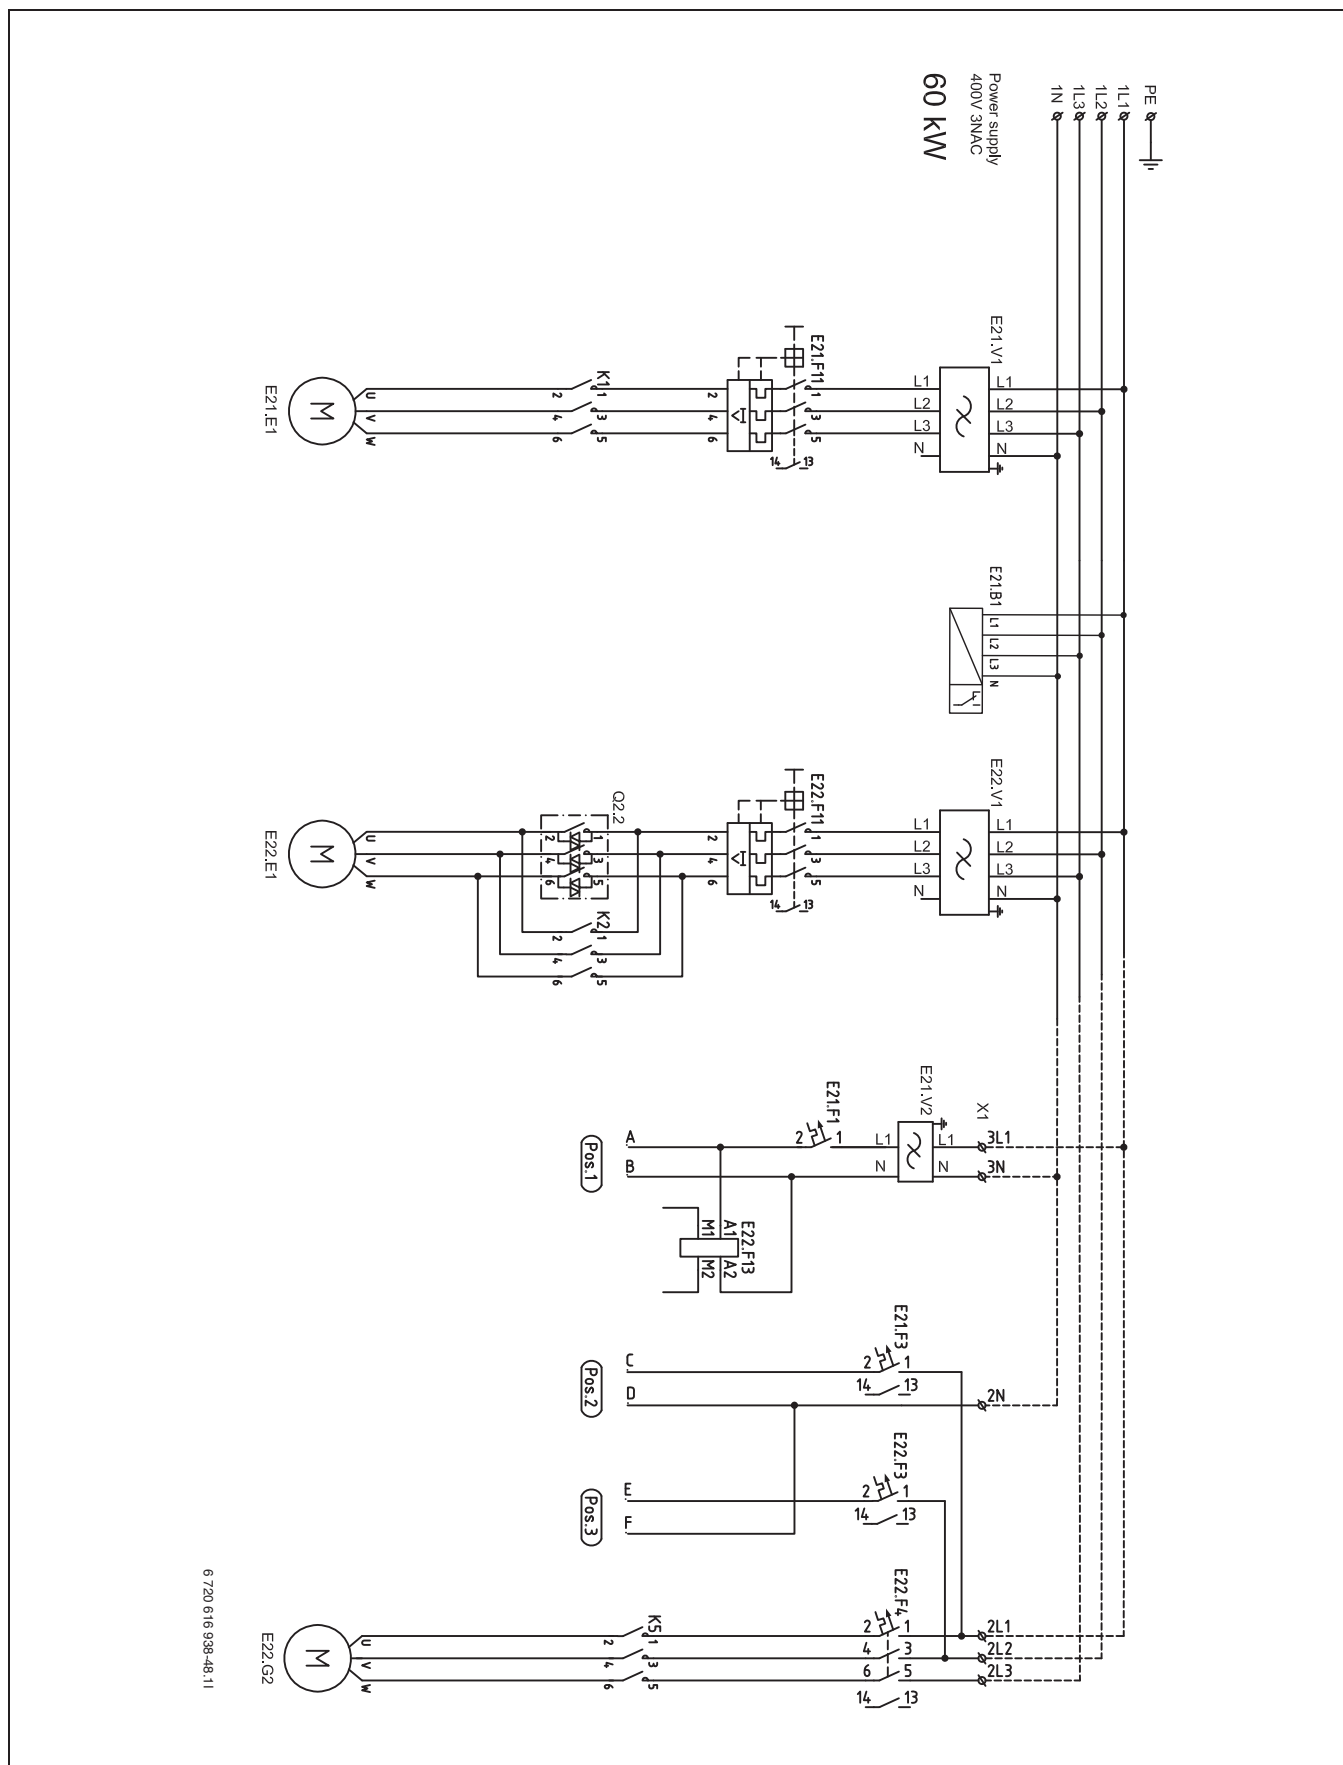 PE
1L1
1L2
1L3
1N
Power supply
400V 3NAC
60 kW
E21.V1
L1
L2
L3
N
L1
L2
L3
N
E21.F11
1
3
5
13
14
2
4
6
I>
K1
1
3
5
2
4
6
U
V
W
M
E21.E1
E21.B1
L1
L2
L3
N
E22.V1
L1
L2
L3
N
L1
L2
L3
N
E22.F11
1
3
5
13
14
2
4
6
I>
Q2.2
1
3
5
2
4
6
K2
1
3
5
2
4
6
U
V
W
M
E22.E1
X1
3L1
3N
E21.V2
L1
N
L1
N
E21.F1
1
2
A
B
Pos.1
E22.F13
A1
A2
M1
M2
E21.F3
1
2
13
14
2N
C
D
Pos.2
E22.F3
1
2
13
14
E
F
Pos.3
2L1
2L2
2L3
E22.F4
1
3
5
13
2
4
6
14
K5
1
3
5
2
4
6
U
V
W
M
E22.G2
6 720 616 938-48.1I